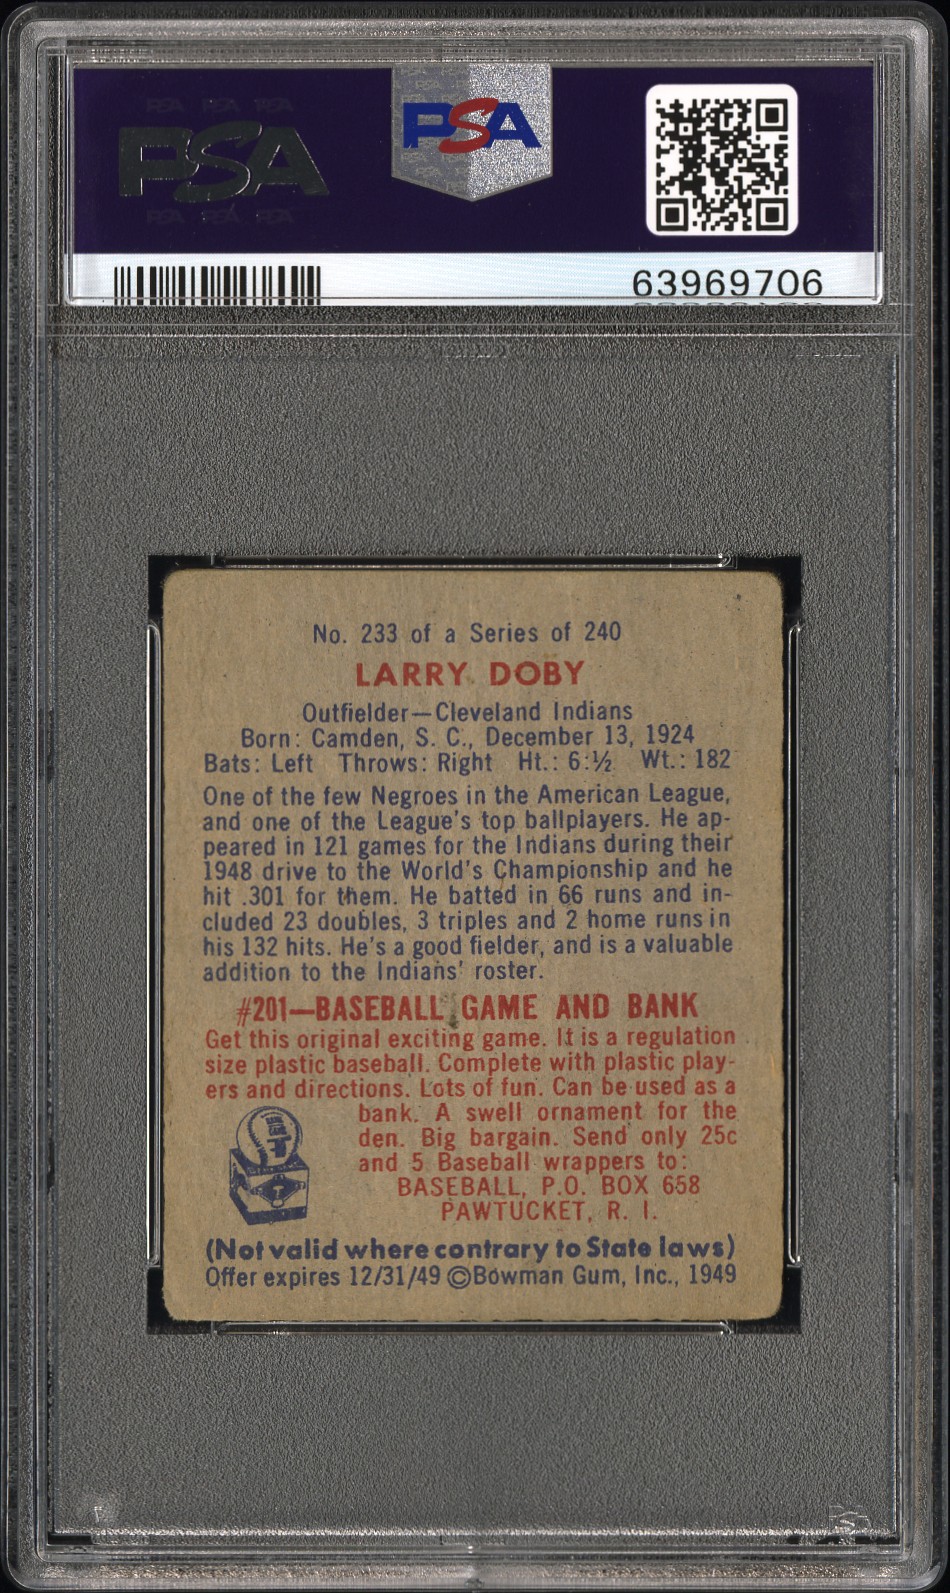 PSA PSA PSA
PSA
PSA PSA PSA
PSA
63969706
No. 233 of a Series of 240
LARRY DOBY
Outfielder—Cleveland Indians
Born: Camden, S. C., December 13, 1924
Bats: Left Throws: Right Ht.: 6:½ Wt.: 182
One of the few Negroes in the American League,
and one of the League's top ballplayers. He ap-
peared in 121 games for the Indians during their
1948 drive to the World's Championship and he
hit .301 for them. He batted in 66 runs and in-
cluded 23 doubles, 3 triples and 2 home runs in
his 132 hits. He's a good fielder, and is a valuable
addition to the Indians' roster.
#201—BASEBALL GAME AND BANK
Get this original exciting game. It is a regulation
size plastic baseball. Complete with plastic play-
ers and directions. Lots of fun. Can be used as a
bank. A swell ornament for the
den. Big bargain. Send only 25c
and 5 Baseball wrappers to:
BASEBALL, P.O. BOX 658
PAWTUCKET, R. I.
(Not valid where contrary to State laws)
Offer expires 12/31/49 ©Bowman Gum, Inc., 1949